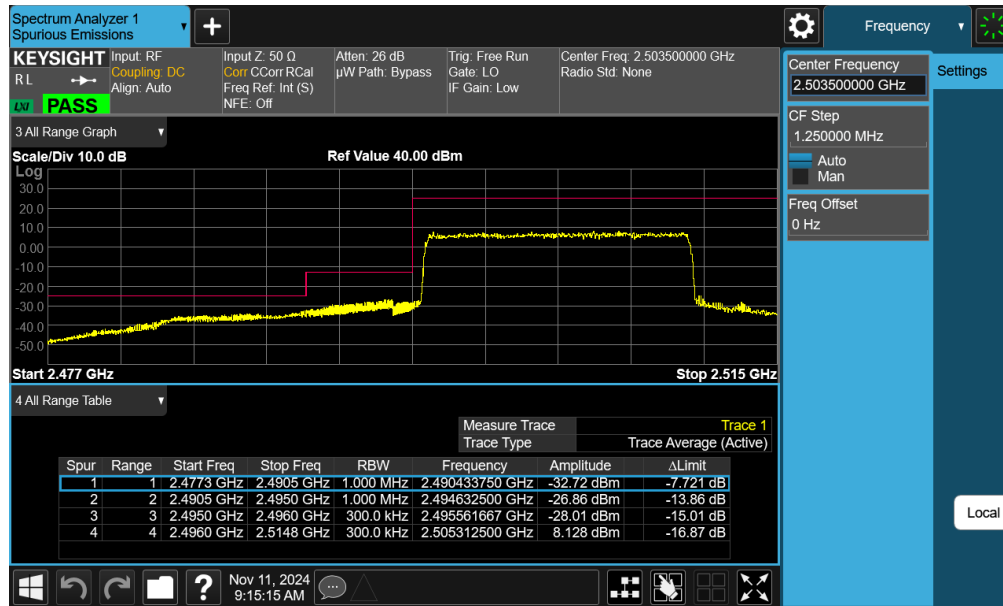 Spectrum Analyzer 1
Spurious Emissions
+
Frequency
KEYSIGHT
RL
LXI
PASS
Input: RF
Coupling: DC
Align: Auto
Input Z: 50 Ω
Corr CCorr RCal
Freq Ref: Int (S)
NFE: Off
Atten: 26 dB
µW Path: Bypass
Trig: Free Run
Gate: LO
IF Gain: Low
Center Freq: 2.503500000 GHz
Radio Std: None
Center Frequency
2.503500000 GHz
Settings
CF Step
1.250000 MHz
Auto
Man
Freq Offset
0 Hz
3 All Range Graph
Scale/Div 10.0 dB
Ref Value 40.00 dBm
Log
30.0
20.0
10.0
0.00
-10.0
-20.0
-30.0
-40.0
-50.0
Start 2.477 GHz
Stop 2.515 GHz
4 All Range Table
Measure Trace Trace 1
Trace Type Trace Average (Active)
Spur Range Start Freq Stop Freq RBW Frequency Amplitude ΔLimit
1 1 2.4773 GHz 2.4905 GHz 1.000 MHz 2.490433750 GHz -32.72 dBm -7.721 dB
2 2 2.4905 GHz 2.4950 GHz 1.000 MHz 2.494632500 GHz -26.86 dBm -13.86 dB
3 3 2.4950 GHz 2.4960 GHz 300.0 kHz 2.495561667 GHz -28.01 dBm -15.01 dB
4 4 2.4960 GHz 2.5148 GHz 300.0 kHz 2.505312500 GHz 8.128 dBm -16.87 dB
Local
?
Nov 11, 2024
9:15:15 AM